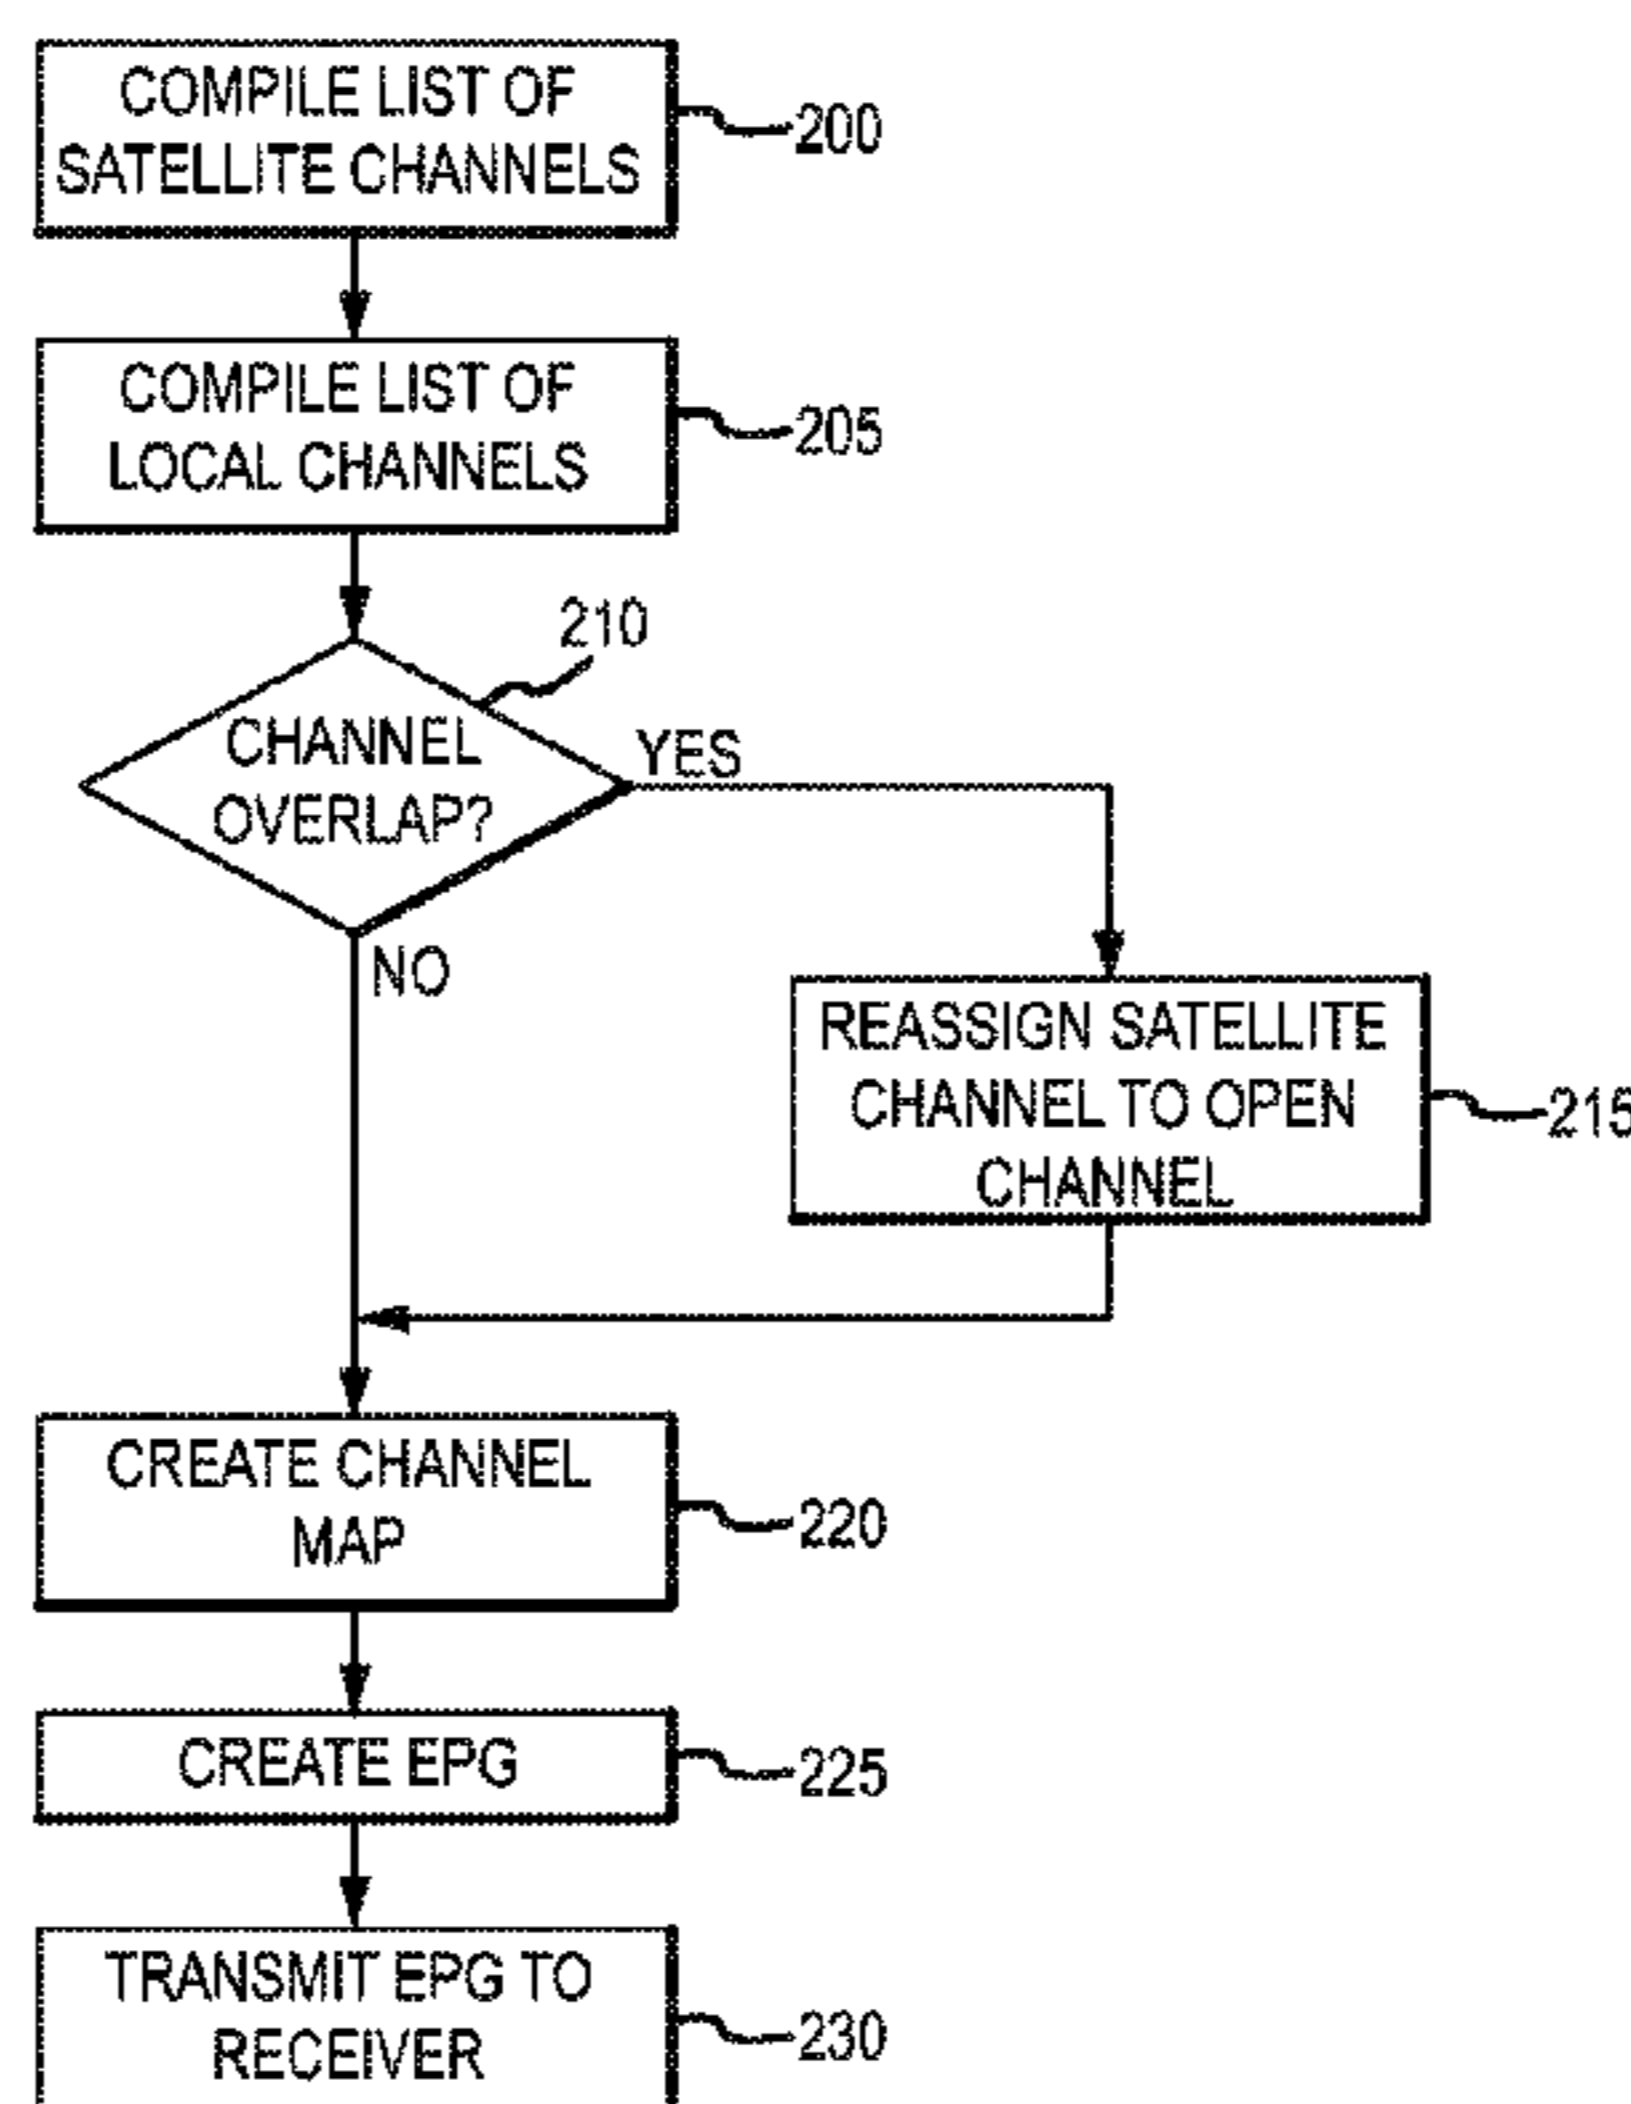 COMPILE LIST OF
SATELLITE CHANNELS
200
COMPILE LIST OF
LOCAL CHANNELS
205
210
CHANNEL
OVERLAP?
YES
NO
REASSIGN SATELLITE
CHANNEL TO OPEN
CHANNEL
215
CREATE CHANNEL
MAP
220
CREATE EPG
225
TRANSMIT EPG TO
RECEIVER
230